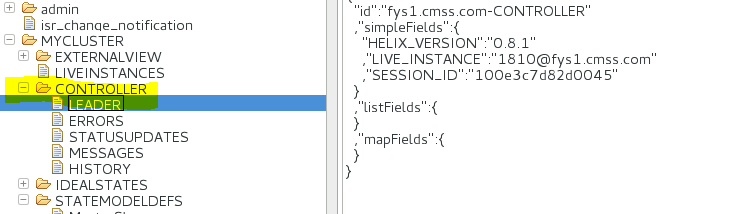 admin
isr_change_notification
MYCLUSTER
EXTERNALVIEW
LIVEINSTANCES
CONTROLLER
LEADER
ERRORS
STATUSUPDATES
MESSAGES
HISTORY
IDEALSTATES
STATEMODELDEFS
{
"id":"fys1.cmss.com-CONTROLLER"
,"simpleFields":{
"HELIX_VERSION":"0.8.1"
,"LIVE_INSTANCE":"1810@fys1.cmss.com"
,"SESSION_ID":"100e3c7d82d0045"
}
,"listFields":{
}
,"mapFields":{
}
}